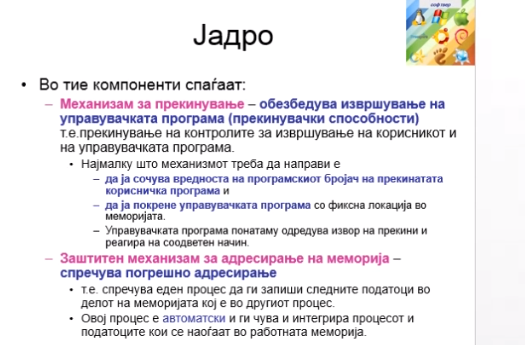 софтвер
Јадро
• Во тие компоненти спаѓаат:
– Механизам за прекинување – обезбедува извршување на
управувачката програма (прекинувачки способности)
т.е.прекинување на контролите за извршување на корисникот и
на управувачката програма.
• Најмалку што механизмот треба да направи е
– да ја сочува вредноста на програмскиот бројач на прекинатата
корисничка програма и
– да ја покрене управувачката програма со фиксна локација во
меморијата.
– Управувачката програма понатаму одредува извор на прекини и
реагира на соодветен начин.
– Заштитен механизам за адресирање на меморија –
спречува погрешно адресирање
• т.е. спречува еден процес да ги запиши следните податоци во
делот на меморијата кој е во другиот процес.
• Овој процес е автоматски и ги чува и интегрира процесот и
податоците кои се наоѓаат во работната меморија.